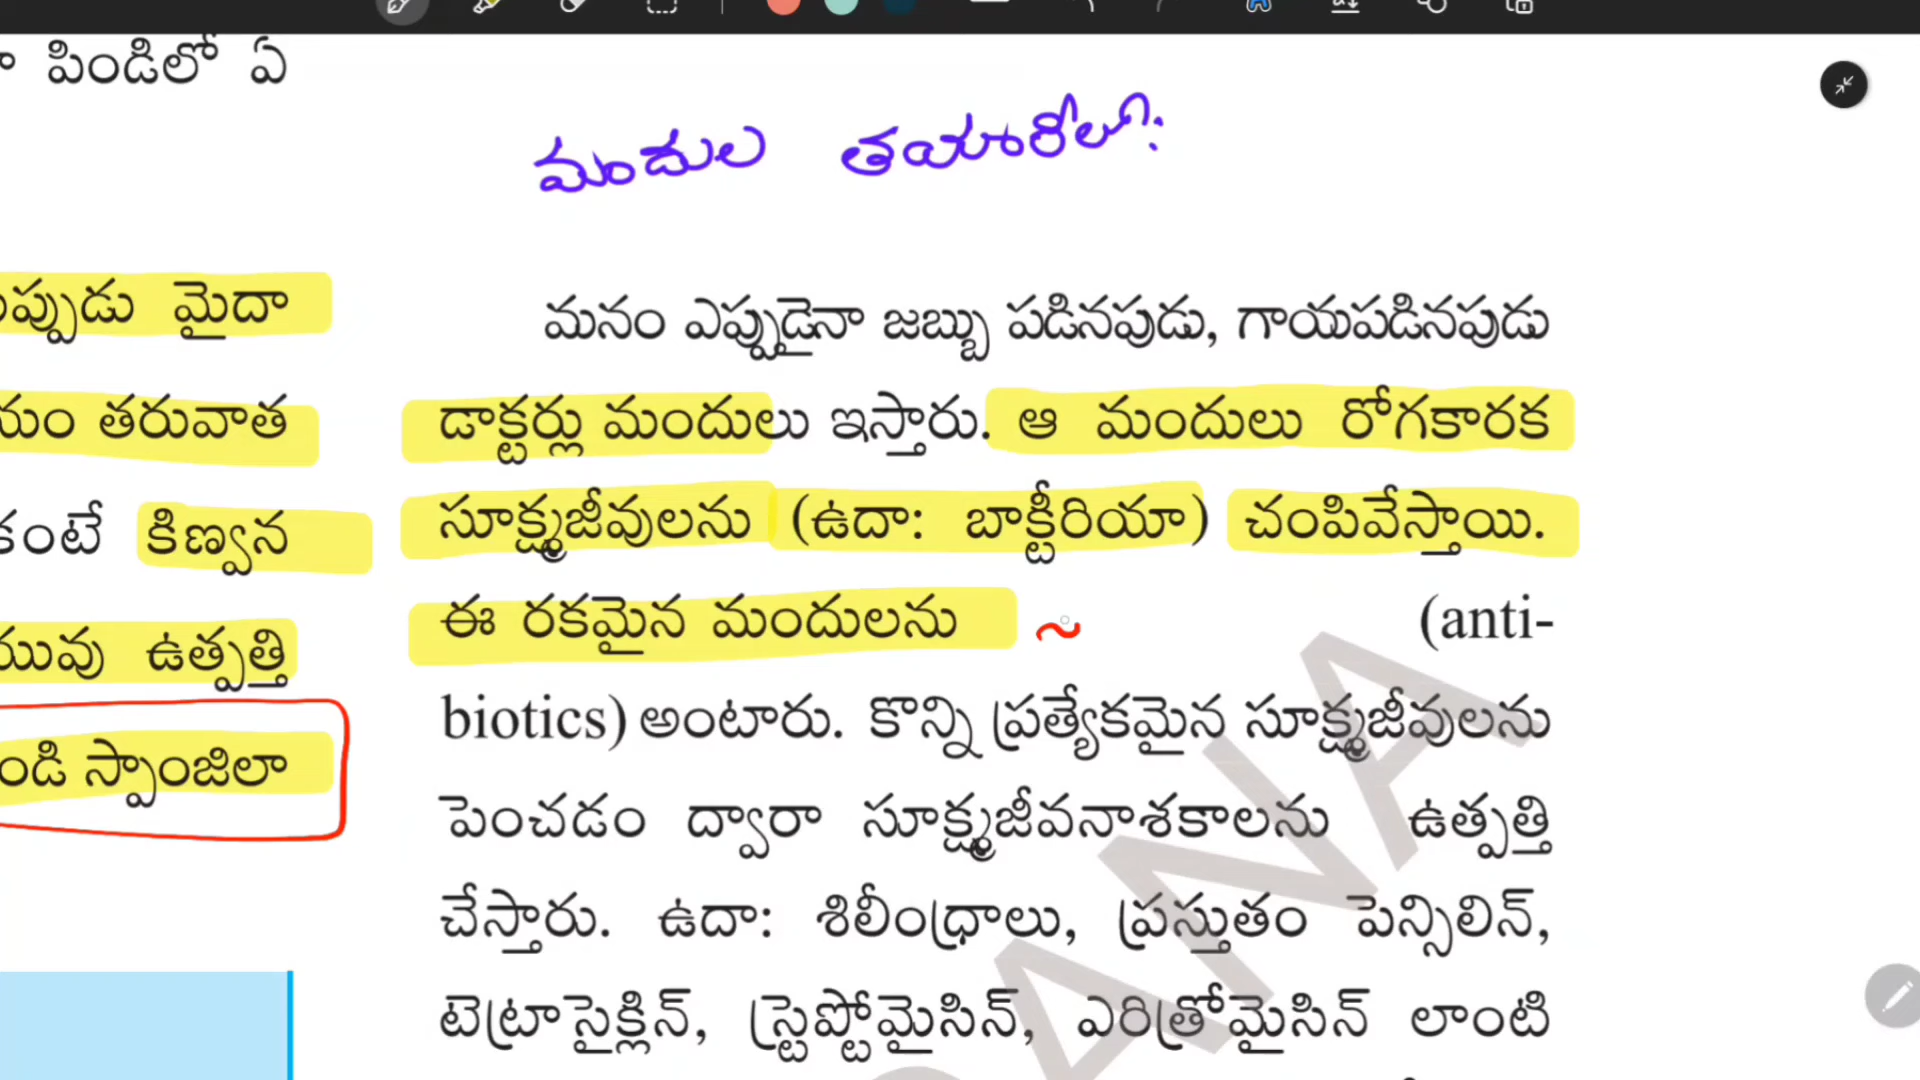 పిండిలో ఏ
ప్పుడు మైదా
తరువాత
కంటే కిణ్వన
యువు ఉత్పత్తి
ండి స్పాంజిలా
మందుల తయారీలో:
మనం ఎప్పుడైనా జబ్బు పడినపుడు, గాయపడినపుడు
డాక్టర్లు మందులు ఇస్తారు. ఆ మందులు రోగకారక
సూక్ష్మజీవులను (ఉదా: బాక్టీరియా) చంపివేస్తాయి.
ఈ రకమైన మందులను (anti-
biotics) అంటారు. కొన్ని ప్రత్యేకమైన సూక్ష్మజీవులను
పెంచడం ద్వారా సూక్ష్మజీవనాశకాలను ఉత్పత్తి
చేస్తారు. ఉదా: శిలీంధ్రాలు, ప్రస్తుతం పెన్సిలిన్,
టెట్రాసైక్లిన్, స్ట్రెప్టోమైసిన్, ఎరిత్రోమైసిన్ లాంటి
ANA